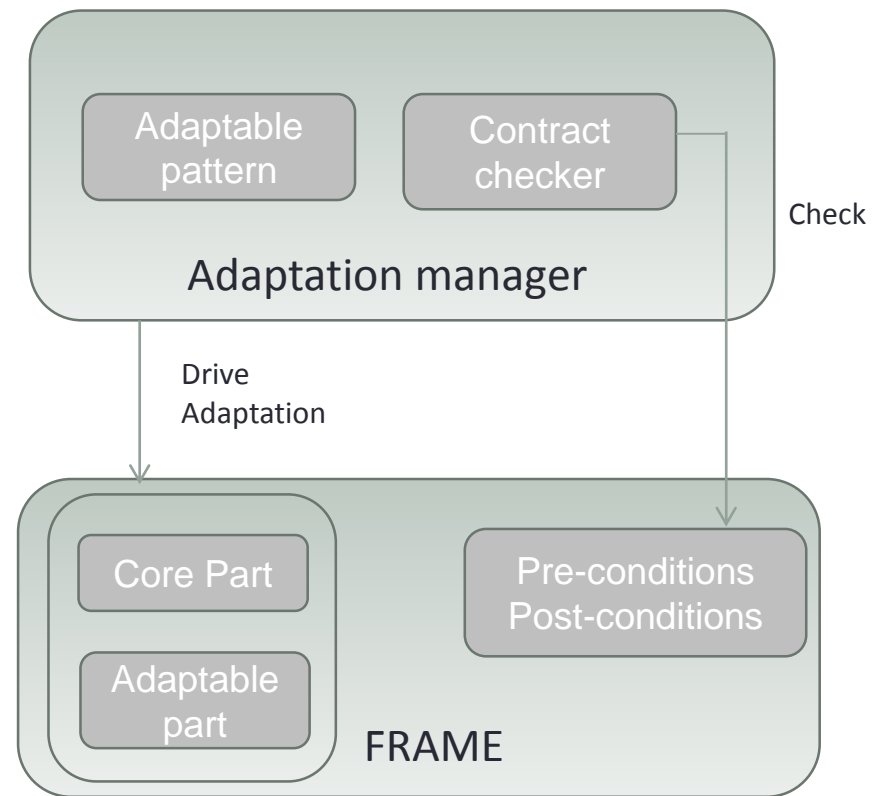 Adaptable
pattern
Contract
checker
Check
Adaptation manager
Drive
Adaptation
Core Part
Pre-conditions
Post-conditions
Adaptable
part
FRAME